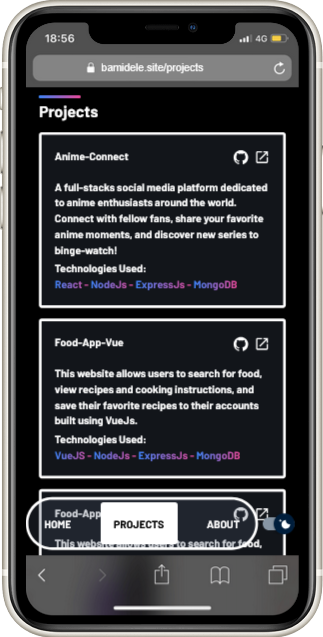 18:56
4G
bamidele.site/projects
Projects
Anime-Connect
A full-stacks social media platform dedicated
to anime enthusiasts around the world.
Connect with fellow fans, share your favorite
anime moments, and discover new series to
binge-watch!
Technologies Used:
React - NodeJs - ExpressJs - MongoDB
Food-App-Vue
This website allows users to search for food,
view recipes and cooking instructions, and
save their favorite recipes to their accounts
built using VueJs.
Technologies Used:
VueJS - NodeJs - ExpressJs - MongoDB
Food-App
HOME
PROJECTS
ABOUT
This website allows users to search for food,